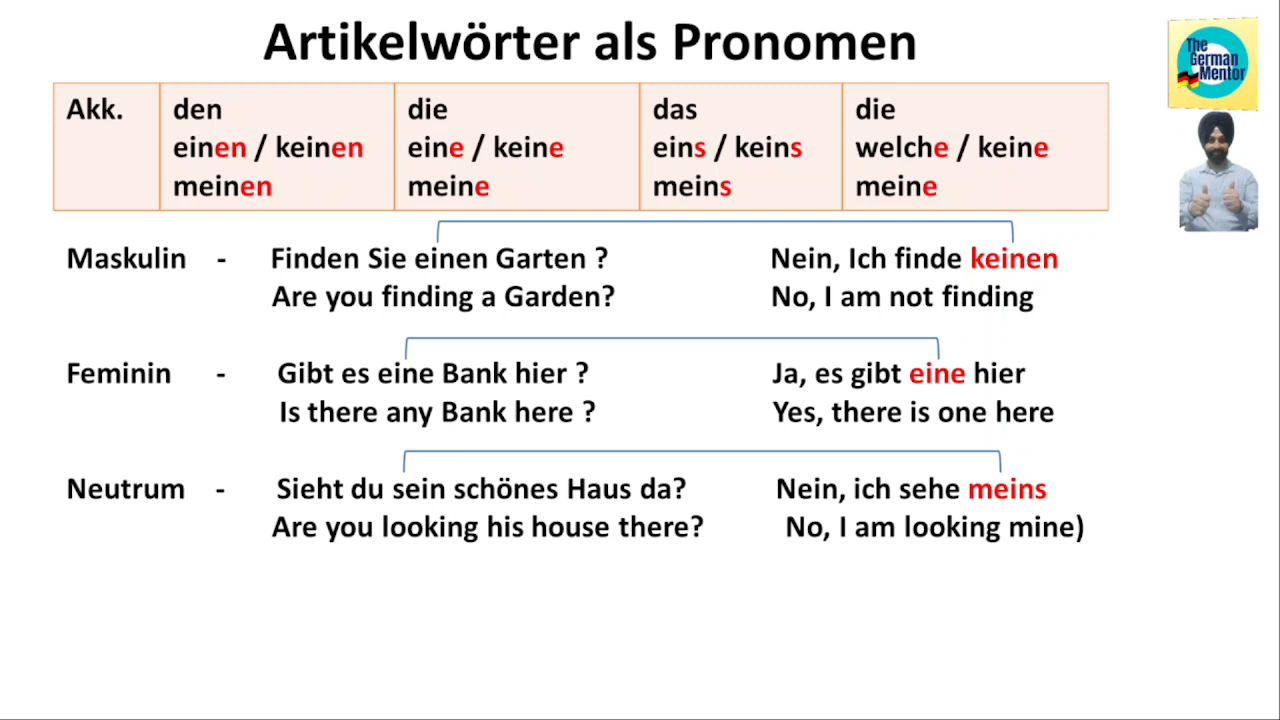 Artikelwörter als Pronomen
The
German
Mentor
Akk. den die das die
einen / keinen eine / keine eins / keins welche / keine
meinen meine meins meine
Maskulin - Finden Sie einen Garten ? Nein, Ich finde keinen
Are you finding a Garden? No, I am not finding
Feminin - Gibt es eine Bank hier ? Ja, es gibt eine hier
Is there any Bank here ? Yes, there is one here
Neutrum - Sieht du sein schönes Haus da? Nein, ich sehe meins
Are you looking his house there? No, I am looking mine)